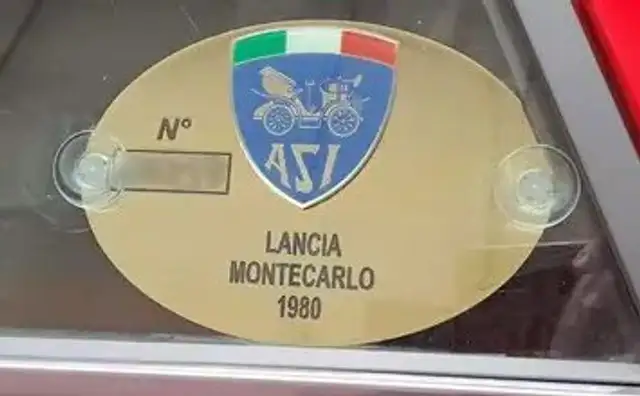 N°
ASI
LANCIA
MONTECARLO
1980